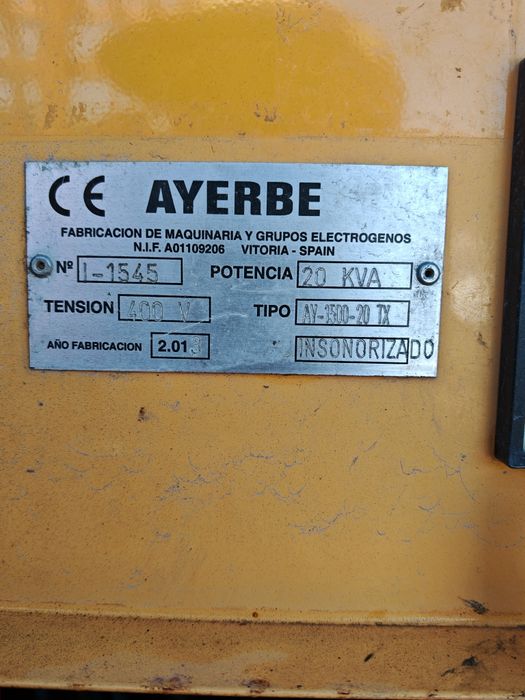 CE AYERBE
FABRICACION DE MAQUINARIA Y GRUPOS ELECTROGENOS
N.I.F. A01109206 VITORIA - SPAIN
Nº I-1545 POTENCIA 20 KVA
TENSION 400 V TIPO AY-1500-20 TX
AÑO FABRICACION 2.013 INSONORIZADO